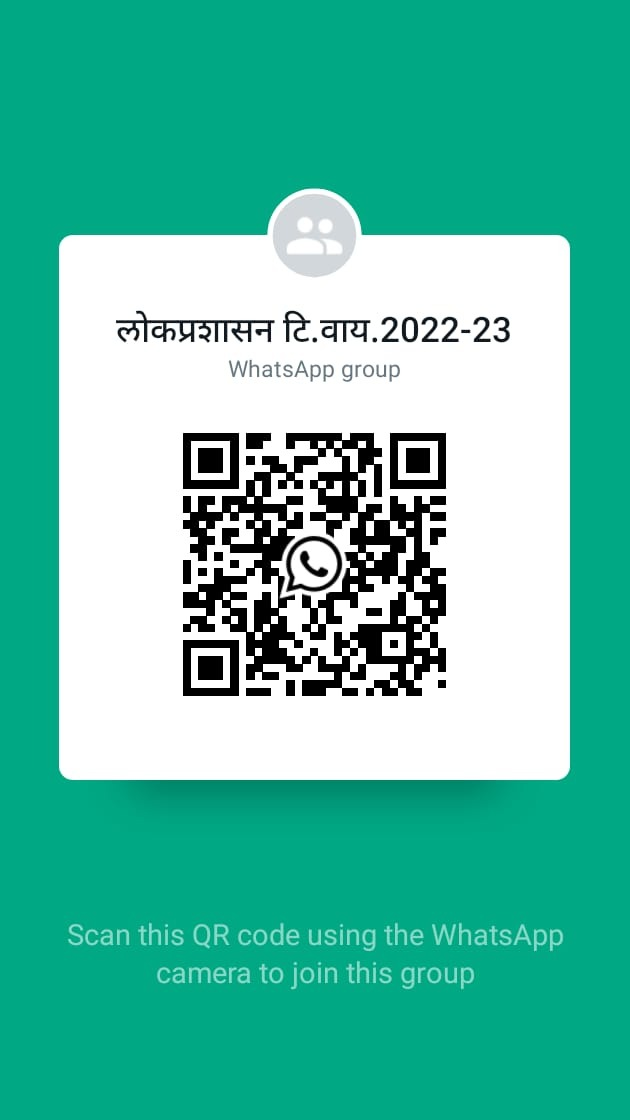 लोकप्रशासन टि.वाय.2022-23
WhatsApp group
Scan this QR code using the WhatsApp
camera to join this group